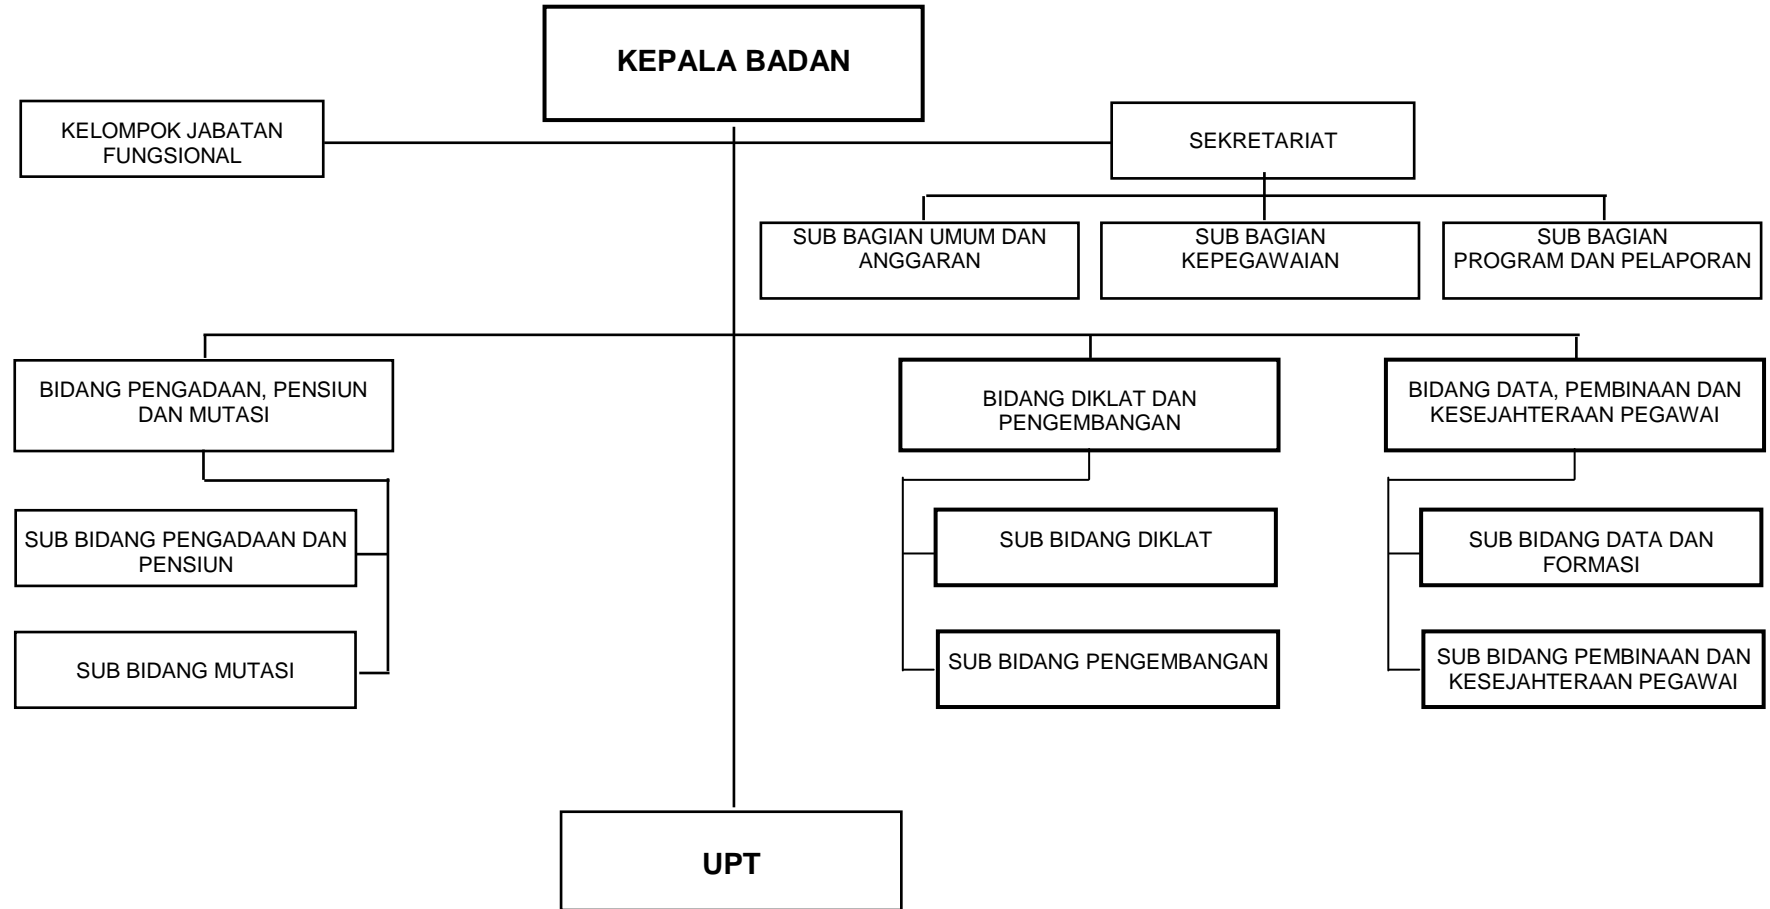 KEPALA BADAN
KELOMPOK JABATAN
FUNGSIONAL
SEKRETARIAT
SUB BAGIAN UMUM DAN
ANGGARAN
SUB BAGIAN
KEPEGAWAIAN
SUB BAGIAN
PROGRAM DAN PELAPORAN
BIDANG PENGADAAN, PENSIUN
DAN MUTASI
BIDANG DIKLAT DAN
PENGEMBANGAN
BIDANG DATA, PEMBINAAN DAN
KESEJAHTERAAN PEGAWAI
SUB BIDANG PENGADAAN DAN
PENSIUN
SUB BIDANG DIKLAT
SUB BIDANG DATA DAN
FORMASI
SUB BIDANG MUTASI
SUB BIDANG PENGEMBANGAN
SUB BIDANG PEMBINAAN DAN
KESEJAHTERAAN PEGAWAI
UPT